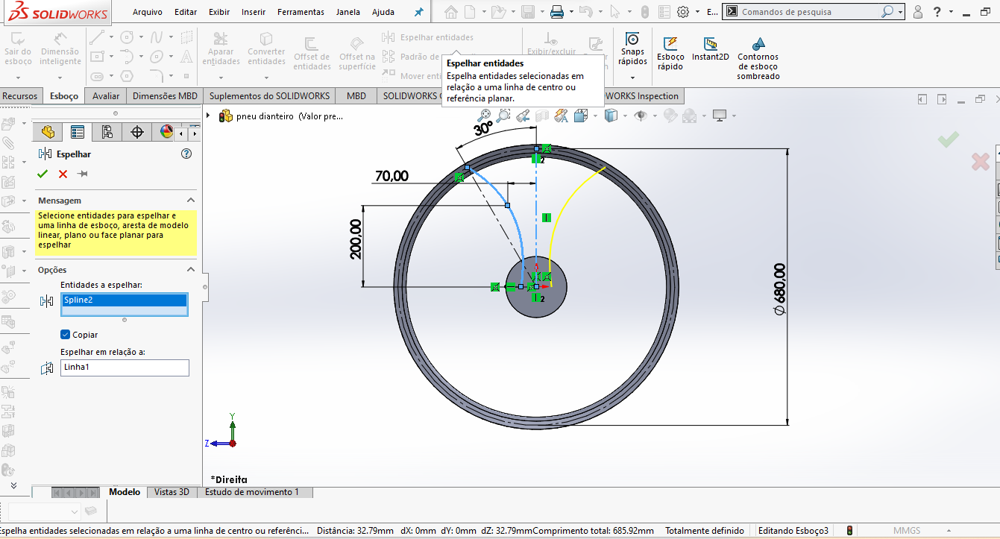 SOLIDWORKS
Arquivo Editar Exibir Inserir Ferramentas Janela Ajuda
E...
Comandos de pesquisa
?
Sair do esboço
Dimensão inteligente
Aparar entidades
Converter entidades
Offset de entidades
Offset na superfície
Espelhar entidades
Padrão de
Mover enti
Exibir/excluir
Snaps rápidos
Esboço rápido
Instant2D
Contornos de esboço sombreado
Espelhar entidades
Espelha entidades selecionadas em
relação a uma linha de centro ou
referência planar.
Recursos Esboço Avaliar Dimensões MBD Suplementos do SOLIDWORKS MBD SOLIDWORKS WORKS Inspection
pneu dianteiro (Valor pre...
Espelhar
?
Mensagem
Selecione entidades para espelhar e
uma linha de esboço, aresta de modelo
linear, plano ou face planar para
espelhar
Opções
Entidades a espelhar:
Spline2
Copiar
Espelhar em relação a:
Linha1
30°
2
70,00
200,00
∅ 680,00
2
Y
Z
*Direita
Modelo Vistas 3D Estudo de movimento 1
Espelha entidades selecionadas em relação a uma linha de centro ou referênci... Distância: 32.79mm dX: 0mm dY: 0mm dZ: 32.79mmComprimento total: 685.92mm Totalmente definido Editando Esboço3 MMGS